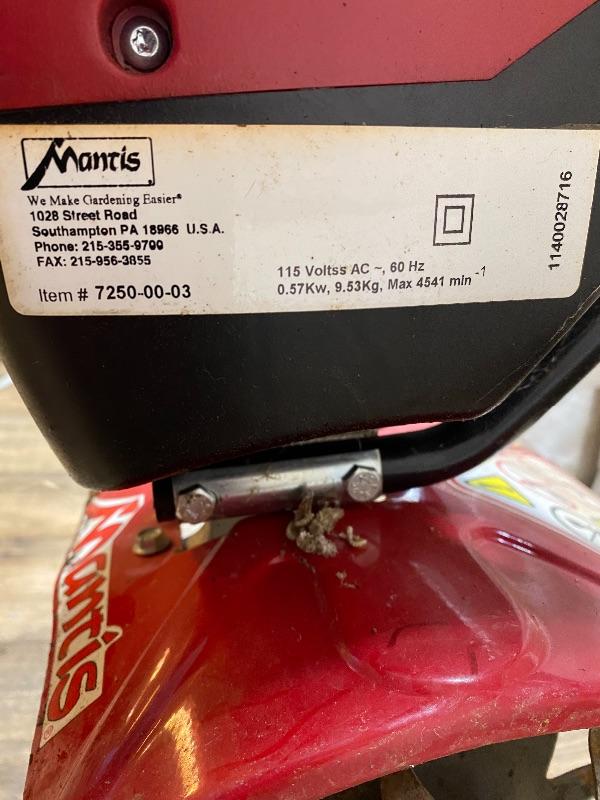 Mantis
We Make Gardening Easier®
1028 Street Road
Southampton PA 18966 U.S.A.
Phone: 215-355-9700
FAX: 215-956-3855
Item # 7250-00-03
115 Voltss AC ~, 60 Hz
0.57Kw, 9.53Kg, Max 4541 min -1
1140028716
Mantis®